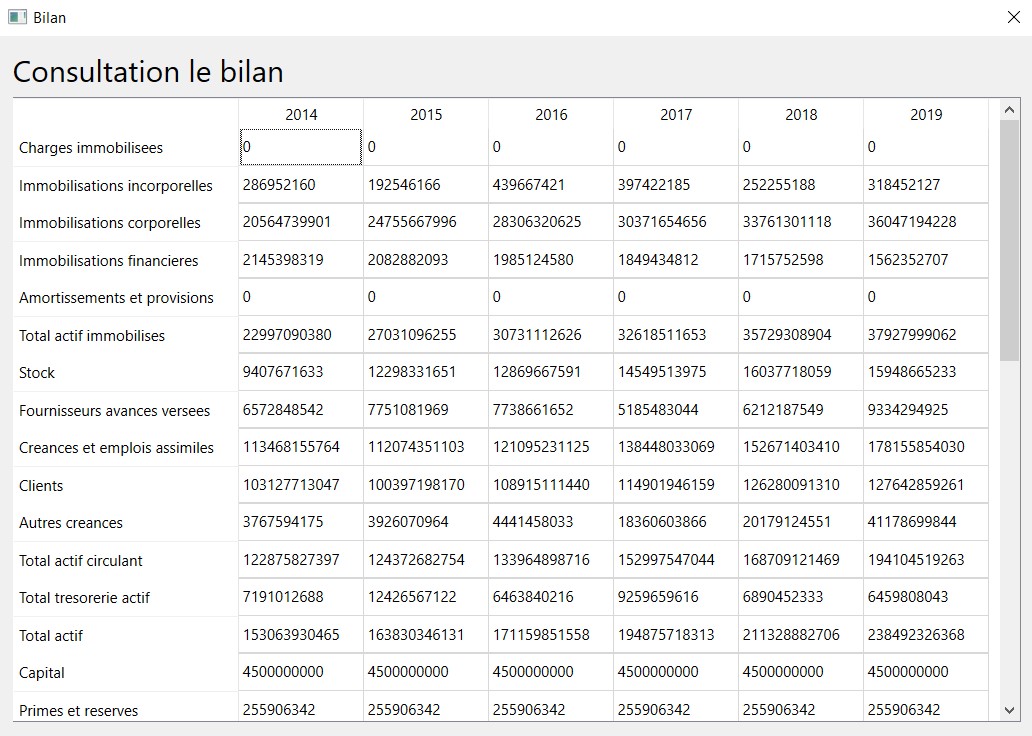 Bilan
Consultation le bilan
2014 2015 2016 2017 2018 2019
Charges immobilisees 0 0 0 0 0 0
Immobilisations incorporelles 286952160 192546166 439667421 397422185 252255188 318452127
Immobilisations corporelles 20564739901 24755667996 28306320625 30371654656 33761301118 36047194228
Immobilisations financieres 2145398319 2082882093 1985124580 1849434812 1715752598 1562352707
Amortissements et provisions 0 0 0 0 0 0
Total actif immobilises 22997090380 27031096255 30731112626 32618511653 35729308904 37927999062
Stock 9407671633 12298331651 12869667591 14549513975 16037718059 15948665233
Fournisseurs avances versees 6572848542 7751081969 7738661652 5185483044 6212187549 9334294925
Creances et emplois assimiles 113468155764 112074351103 121095231125 138448033069 152671403410 178155854030
Clients 103127713047 100397198170 108915111440 114901946159 126280091310 127642859261
Autres creances 3767594175 3926070964 4441458033 18360603866 20179124551 41178699844
Total actif circulant 122875827397 124372682754 133964898716 152997547044 168709121469 194104519263
Total tresorerie actif 7191012688 12426567122 6463840216 9259659616 6890452333 6459808043
Total actif 153063930465 163830346131 171159851558 194875718313 211328882706 238492326368
Capital 4500000000 4500000000 4500000000 4500000000 4500000000 4500000000
Primes et reserves 255906342 255906342 255906342 255906342 255906342 255906342